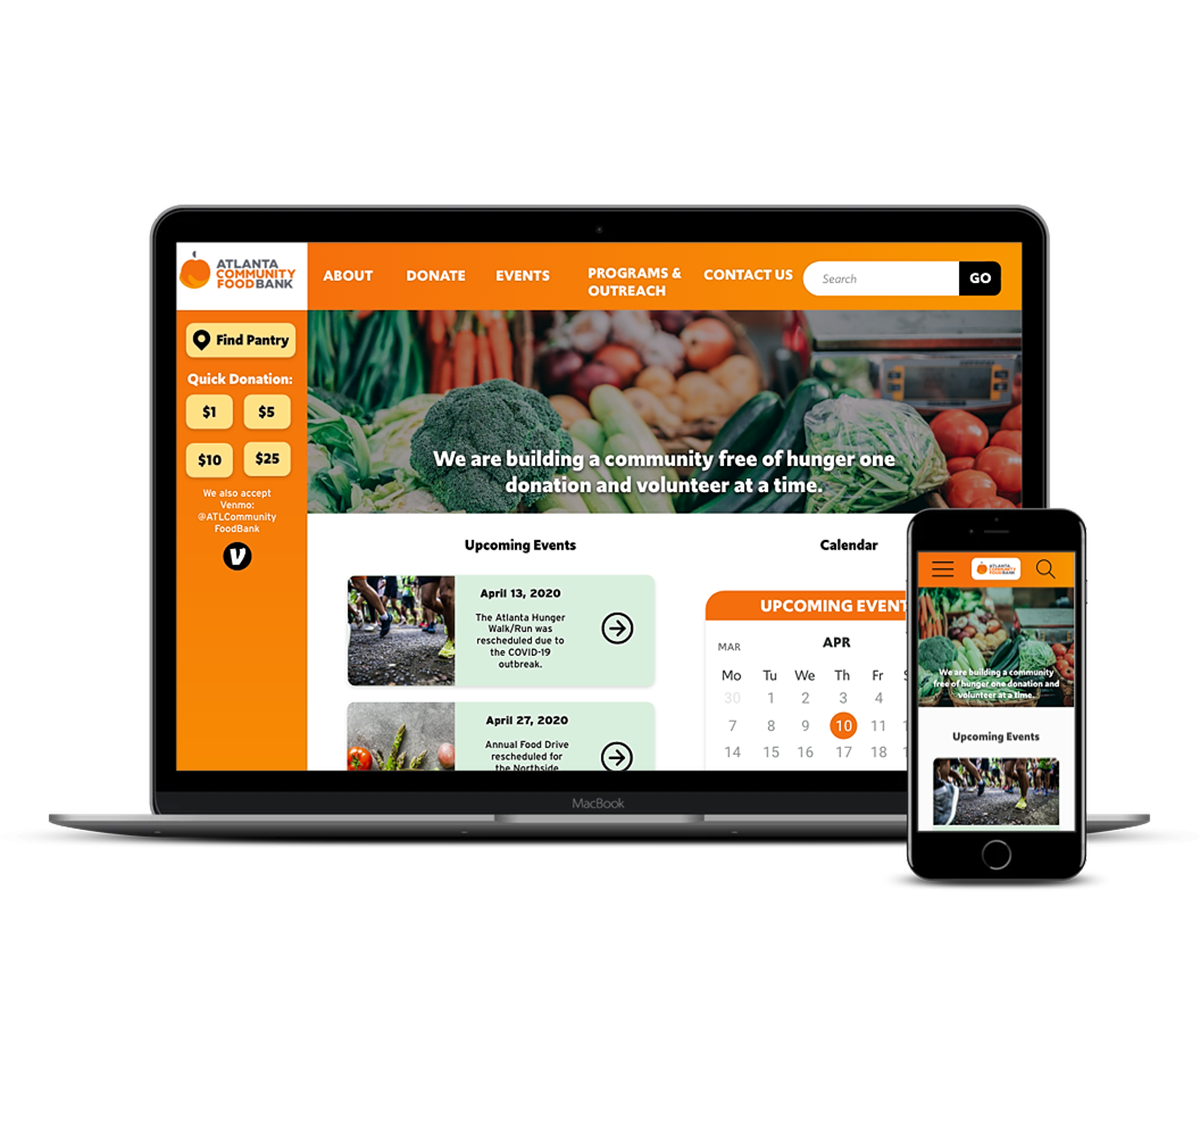 ATLANTA
COMMUNITY
FOODBANK
ABOUT
DONATE
EVENTS
PROGRAMS &
OUTREACH
CONTACT US
Search
GO
Find Pantry
Quick Donation:
$1
$5
$10
$25
We also accept
Venmo:
@ATLCommunity
FoodBank
V
We are building a community free of hunger one
donation and volunteer at a time.
Upcoming Events
April 13, 2020
The Atlanta Hunger
Walk/Run was
rescheduled due to
the COVID-19
outbreak.
April 27, 2020
Annual Food Drive
rescheduled for
the Northside
Calendar
UPCOMING EVENT
MAR
APR
Mo Tu We Th Fr S
30 1 2 3 4
7 8 9 10 11 1
14 15 16 17 18 1
MacBook
ATLANTA
COMMUNITY
FOODBANK
We are building a community
free of hunger one donation and
volunteer at a time.
Upcoming Events